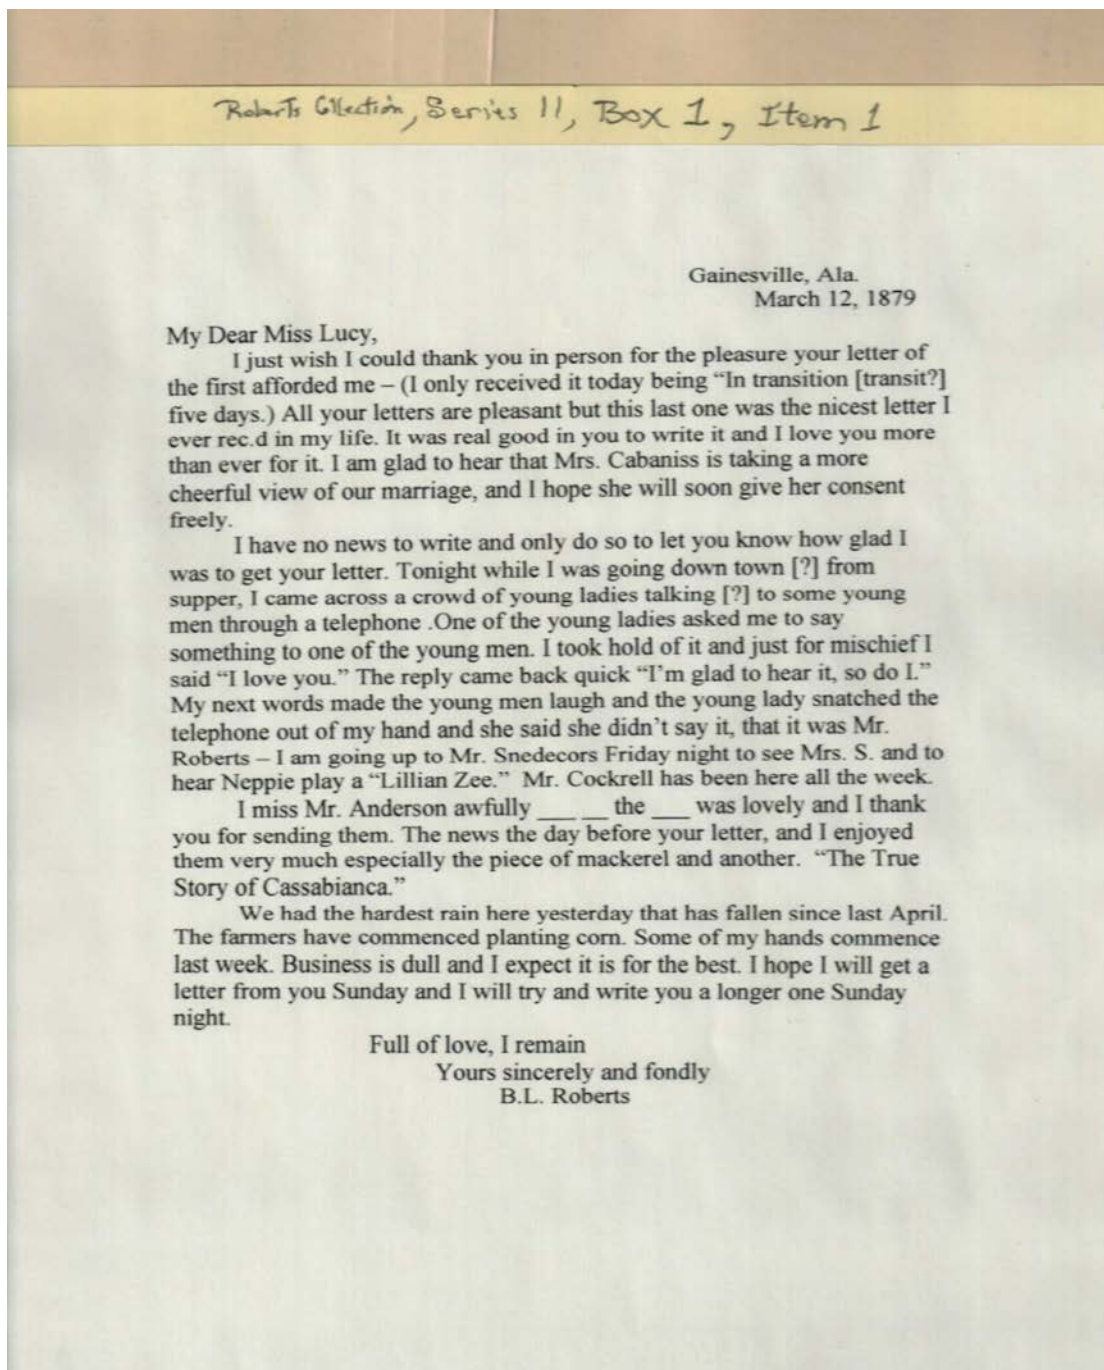 Roberts Collection, Series II, Box 1, Item 1
Gainesville, Ala.
March 12, 1879
My Dear Miss Lucy,
I just wish I could thank you in person for the pleasure your letter of
the first afforded me – (I only received it today being “In transition [transit?]
five days.) All your letters are pleasant but this last one was the nicest letter I
ever rec.d in my life. It was real good in you to write it and I love you more
than ever for it. I am glad to hear that Mrs. Cabaniss is taking a more
cheerful view of our marriage, and I hope she will soon give her consent
freely.
I have no news to write and only do so to let you know how glad I
was to get your letter. Tonight while I was going down town [?] from
supper, I came across a crowd of young ladies talking [?] to some young
men through a telephone .One of the young ladies asked me to say
something to one of the young men. I took hold of it and just for mischief I
said “I love you.” The reply came back quick “I’m glad to hear it, so do I.”
My next words made the young men laugh and the young lady snatched the
telephone out of my hand and she said she didn’t say it, that it was Mr.
Roberts – I am going up to Mr. Snedecors Friday night to see Mrs. S. and to
hear Neppie play a “Lillian Zee.” Mr. Cockrell has been here all the week.
I miss Mr. Anderson awfully ___ __ the ___ was lovely and I thank
you for sending them. The news the day before your letter, and I enjoyed
them very much especially the piece of mackerel and another. “The True
Story of Cassabianca.”
We had the hardest rain here yesterday that has fallen since last April.
The farmers have commenced planting corn. Some of my hands commence
last week. Business is dull and I expect it is for the best. I hope I will get a
letter from you Sunday and I will try and write you a longer one Sunday
night.
Full of love, I remain
Yours sincerely and fondly
B.L. Roberts